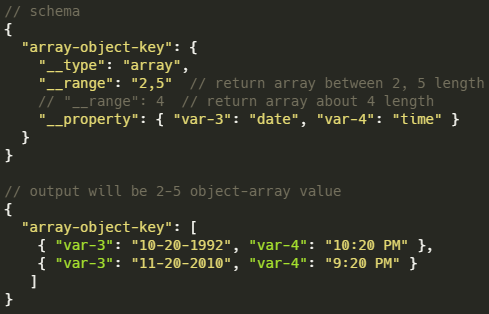 // schema
{
  "array-object-key": {
    "__type": "array",
    "__range": "2,5"  // return array between 2, 5 length
    // "__range": 4  // return array about 4 length
    "__property": { "var-3": "date", "var-4": "time" }
  }
}

// output will be 2-5 object-array value
{
  "array-object-key": [
    { "var-3": "10-20-1992", "var-4": "10:20 PM" },
    { "var-3": "11-20-2010", "var-4": "9:20 PM" }
   ]
}